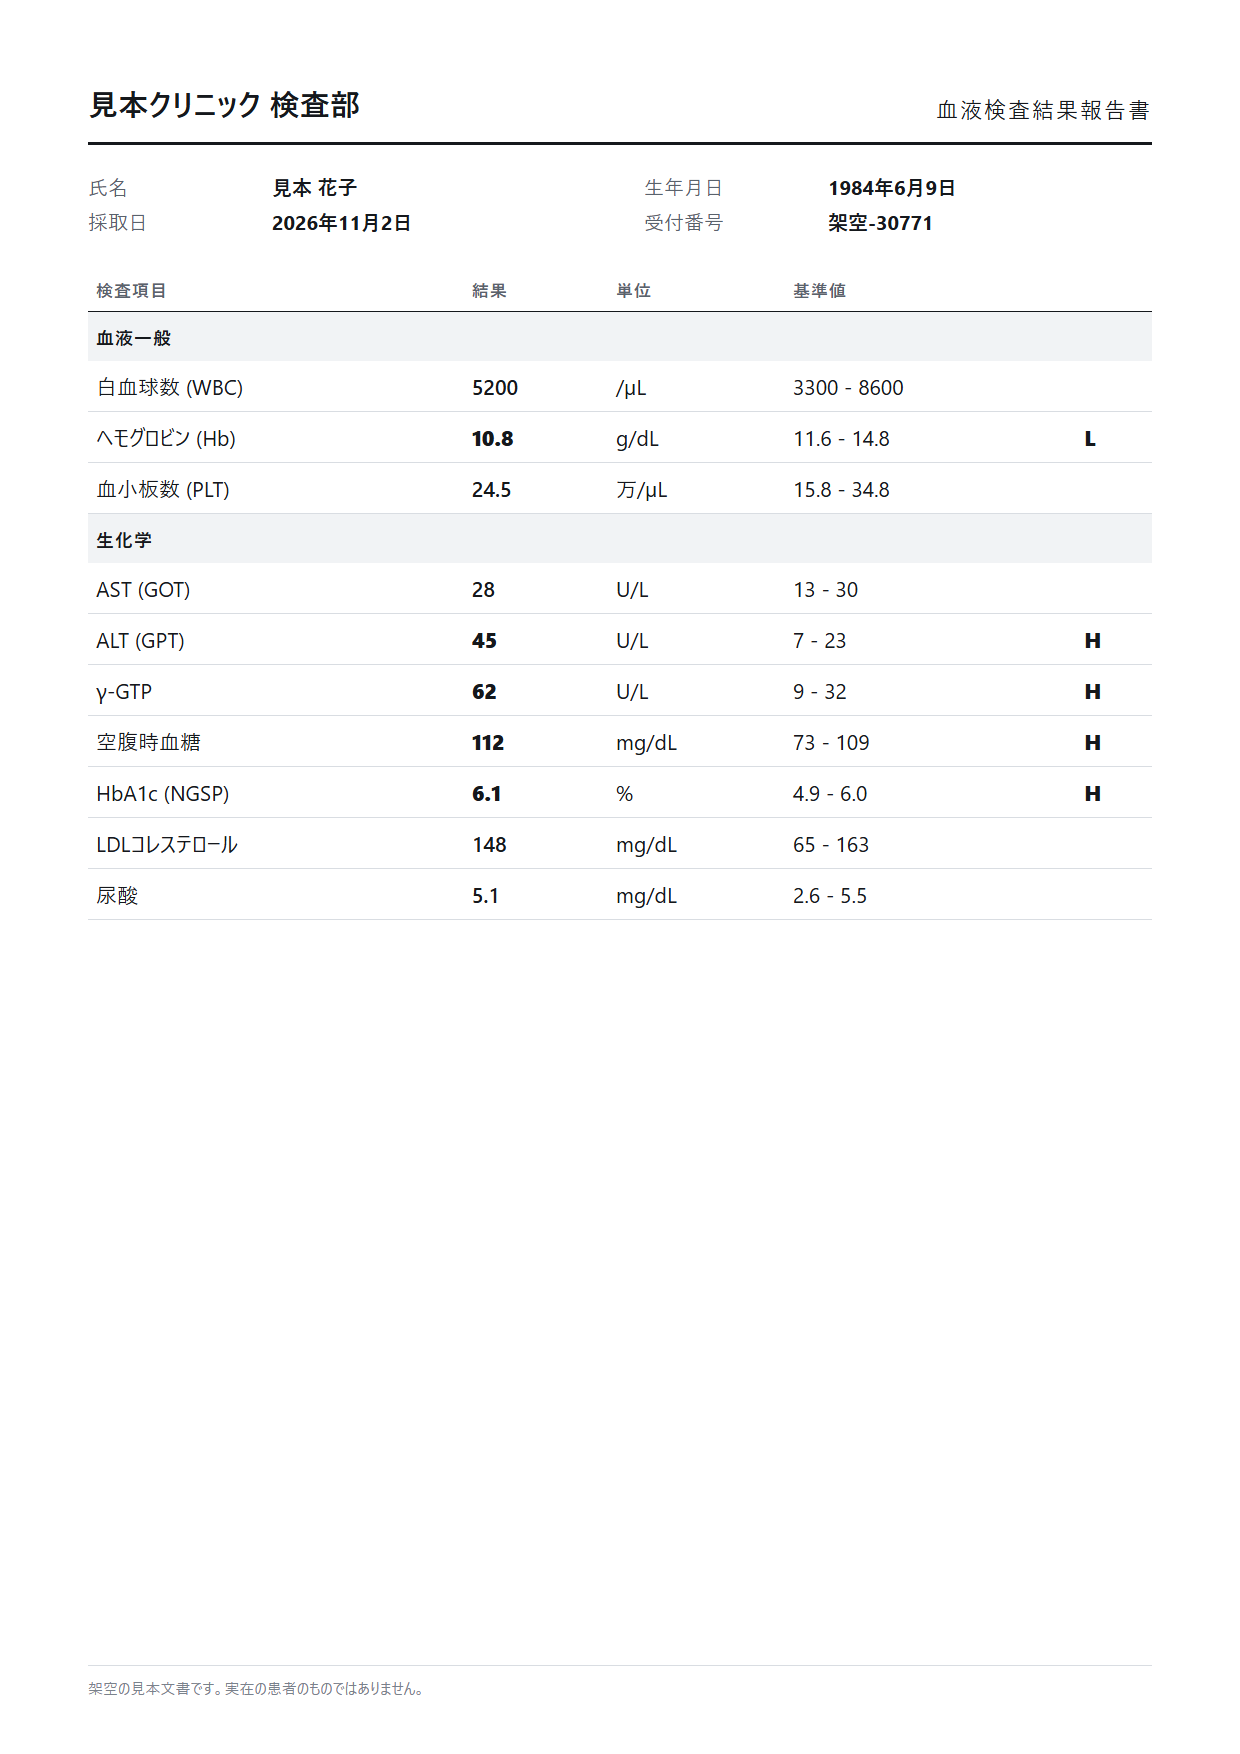 見本クリニック 検査部
血液検査結果報告書
氏名 見本 花子 生年月日 1984年6月9日
採取日 2026年11月2日 受付番号 架空-30771
検査項目 結果 単位 基準値
血液一般
白血球数 (WBC) 5200 /μL 3300 - 8600
ヘモグロビン (Hb) 10.8 g/dL 11.6 - 14.8 L
血小板数 (PLT) 24.5 万/μL 15.8 - 34.8
生化学
AST (GOT) 28 U/L 13 - 30
ALT (GPT) 45 U/L 7 - 23 H
γ-GTP 62 U/L 9 - 32 H
空腹時血糖 112 mg/dL 73 - 109 H
HbA1c (NGSP) 6.1 % 4.9 - 6.0 H
LDLコレステロール 148 mg/dL 65 - 163
尿酸 5.1 mg/dL 2.6 - 5.5
架空の見本文書です。実在の患者のものではありません。